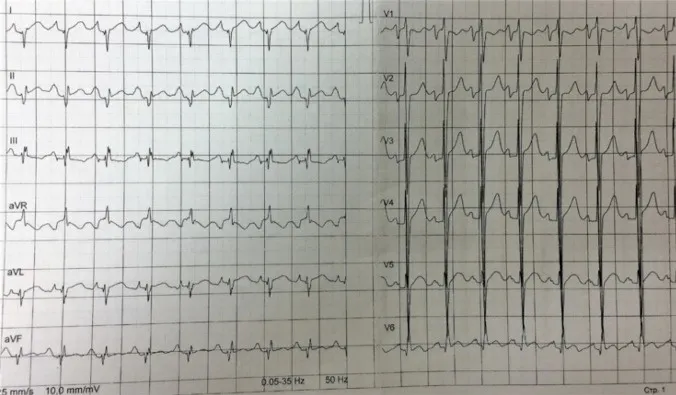 I
II
III
aVR
aVL
aVF
5 mm/s 10,0 mm/mV
0.05-35 Hz 50 Hz
V1
V2
V3
V4
V5
V6
Стр. 1